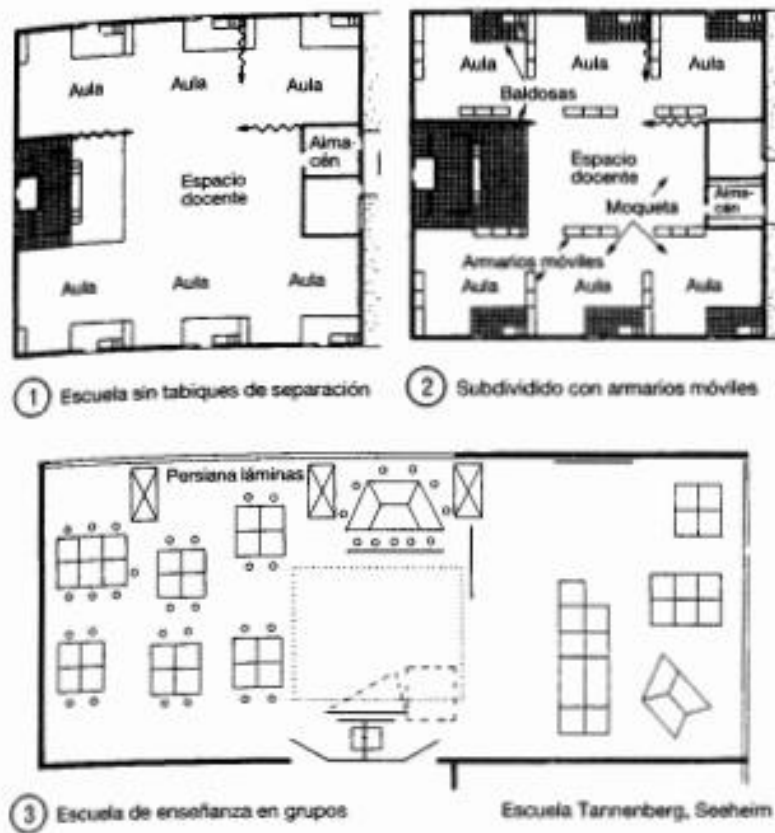 Aula
Aula
Aula
Alma-
cén
Espacio
docente
Aula
Aula
Aula
1 Escuela sin tabiques de separación
Aula
Aula
Aula
Baldosas
Espacio
docente
Moqueta
Alma-
cén
Armarios móviles
Aula
Aula
Aula
2 Subdividido con armarios móviles
Persiana láminas
3 Escuela de enseñanza en grupos
Escuela Tannenberg, Seeheim